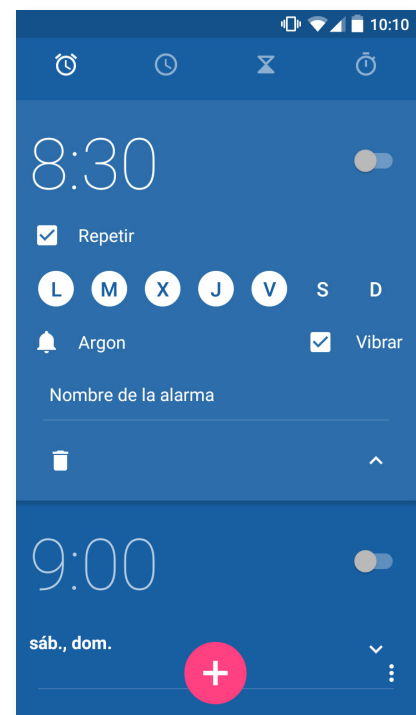 10:10
8:30
Repetir
L M X J V S D
Argon Vibrar
Nombre de la alarma
9:00
sáb., dom.